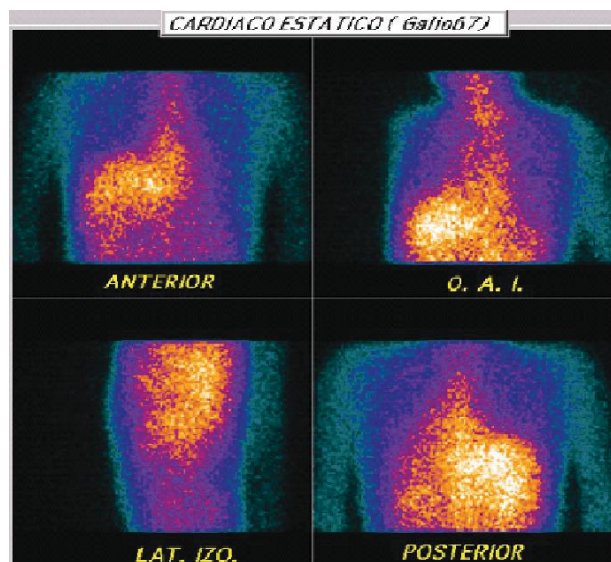 CARDIACO ESTATICO ( Galio67)
ANTERIOR
O. A. I.
LAT. IZO.
POSTERIOR